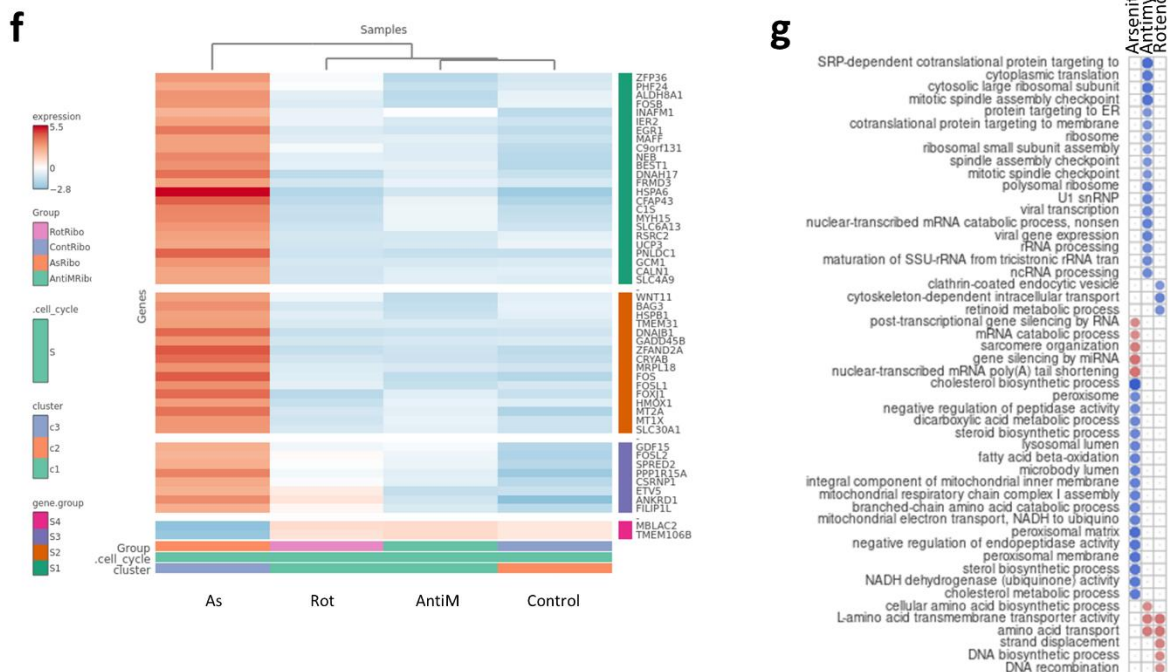 f
Samples
expression
5.5
0
−2.8
Group
RotRibo
ContRibo
AsRibo
AntiMRibo
.cell_cycle
S
cluster
c3
c2
c1
gene.group
S4
S3
S2
S1
Genes
ZFP36
PHF24
ALDH8A1
FOSB
INAFM1
IER2
EGR1
MAFF
C9orf131
NEB
BEST1
DNAH17
FRMD3
HSPA6
CFAP43
C1S
MYH15
SLC6A13
RSRC2
UCP3
PNLDC1
GCM1
CALN1
SLC4A9
WNT11
BAG3
HSPB1
TMEM31
DNAJB1
GADD45B
ZFAND2A
CRYAB
MRPL18
FOS
FOSL1
FOXJ1
HMOX1
MT2A
MT1X
SLC30A1
GDF15
FOSL2
SPRED2
PPP1R15A
CSRNP1
ETV5
ANKRD1
FILIP1L
MBLAC2
TMEM106B
Group
.cell_cycle
cluster
As Rot AntiM Control
g
Arsenit
Antimy
Roteno
SRP-dependent cotranslational protein targeting to
cytoplasmic translation
cytosolic large ribosomal subunit
mitotic spindle assembly checkpoint
protein targeting to ER
cotranslational protein targeting to membrane
ribosome
ribosomal small subunit assembly
spindle assembly checkpoint
mitotic spindle checkpoint
polysomal ribosome
U1 snRNP
viral transcription
nuclear-transcribed mRNA catabolic process, nonsen
viral gene expression
rRNA processing
maturation of SSU-rRNA from tricistronic rRNA tran
ncRNA processing
clathrin-coated endocytic vesicle
cytoskeleton-dependent intracellular transport
retinoid metabolic process
post-transcriptional gene silencing by RNA
mRNA catabolic process
sarcomere organization
gene silencing by miRNA
nuclear-transcribed mRNA poly(A) tail shortening
cholesterol biosynthetic process
peroxisome
negative regulation of peptidase activity
dicarboxylic acid metabolic process
steroid biosynthetic process
lysosomal lumen
fatty acid beta-oxidation
microbody lumen
integral component of mitochondrial inner membrane
mitochondrial respiratory chain complex I assembly
branched-chain amino acid catabolic process
mitochondrial electron transport, NADH to ubiquino
peroxisomal matrix
negative regulation of endopeptidase activity
peroxisomal membrane
sterol biosynthetic process
NADH dehydrogenase (ubiquinone) activity
cholesterol metabolic process
cellular amino acid biosynthetic process
L-amino acid transmembrane transporter activity
amino acid transport
strand displacement
DNA biosynthetic process
DNA recombination